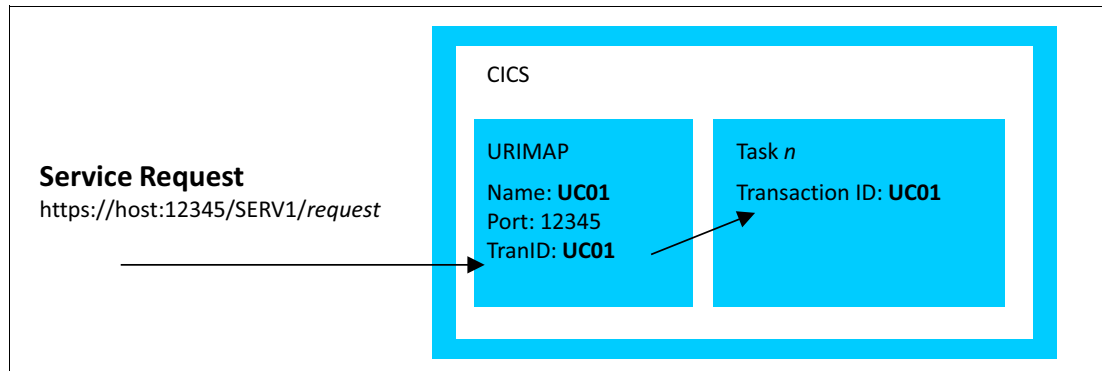 CICS
Service Request
https://host:12345/SERV1/request
URIMAP
Name: UC01
Port: 12345
TranID: UC01
Task n
Transaction ID: UC01